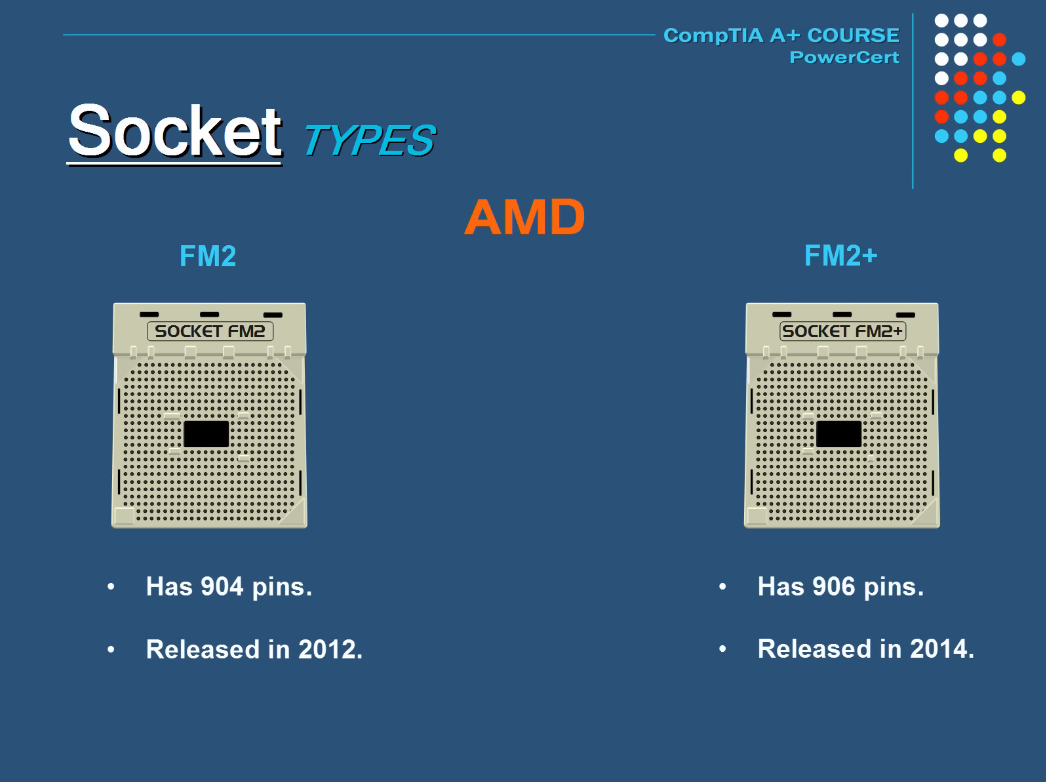 CompTIA A+ COURSE
PowerCert
Socket TYPES
AMD
FM2
FM2+
SOCKET FM2
SOCKET FM2+
• Has 904 pins.
• Has 906 pins.
• Released in 2012.
• Released in 2014.